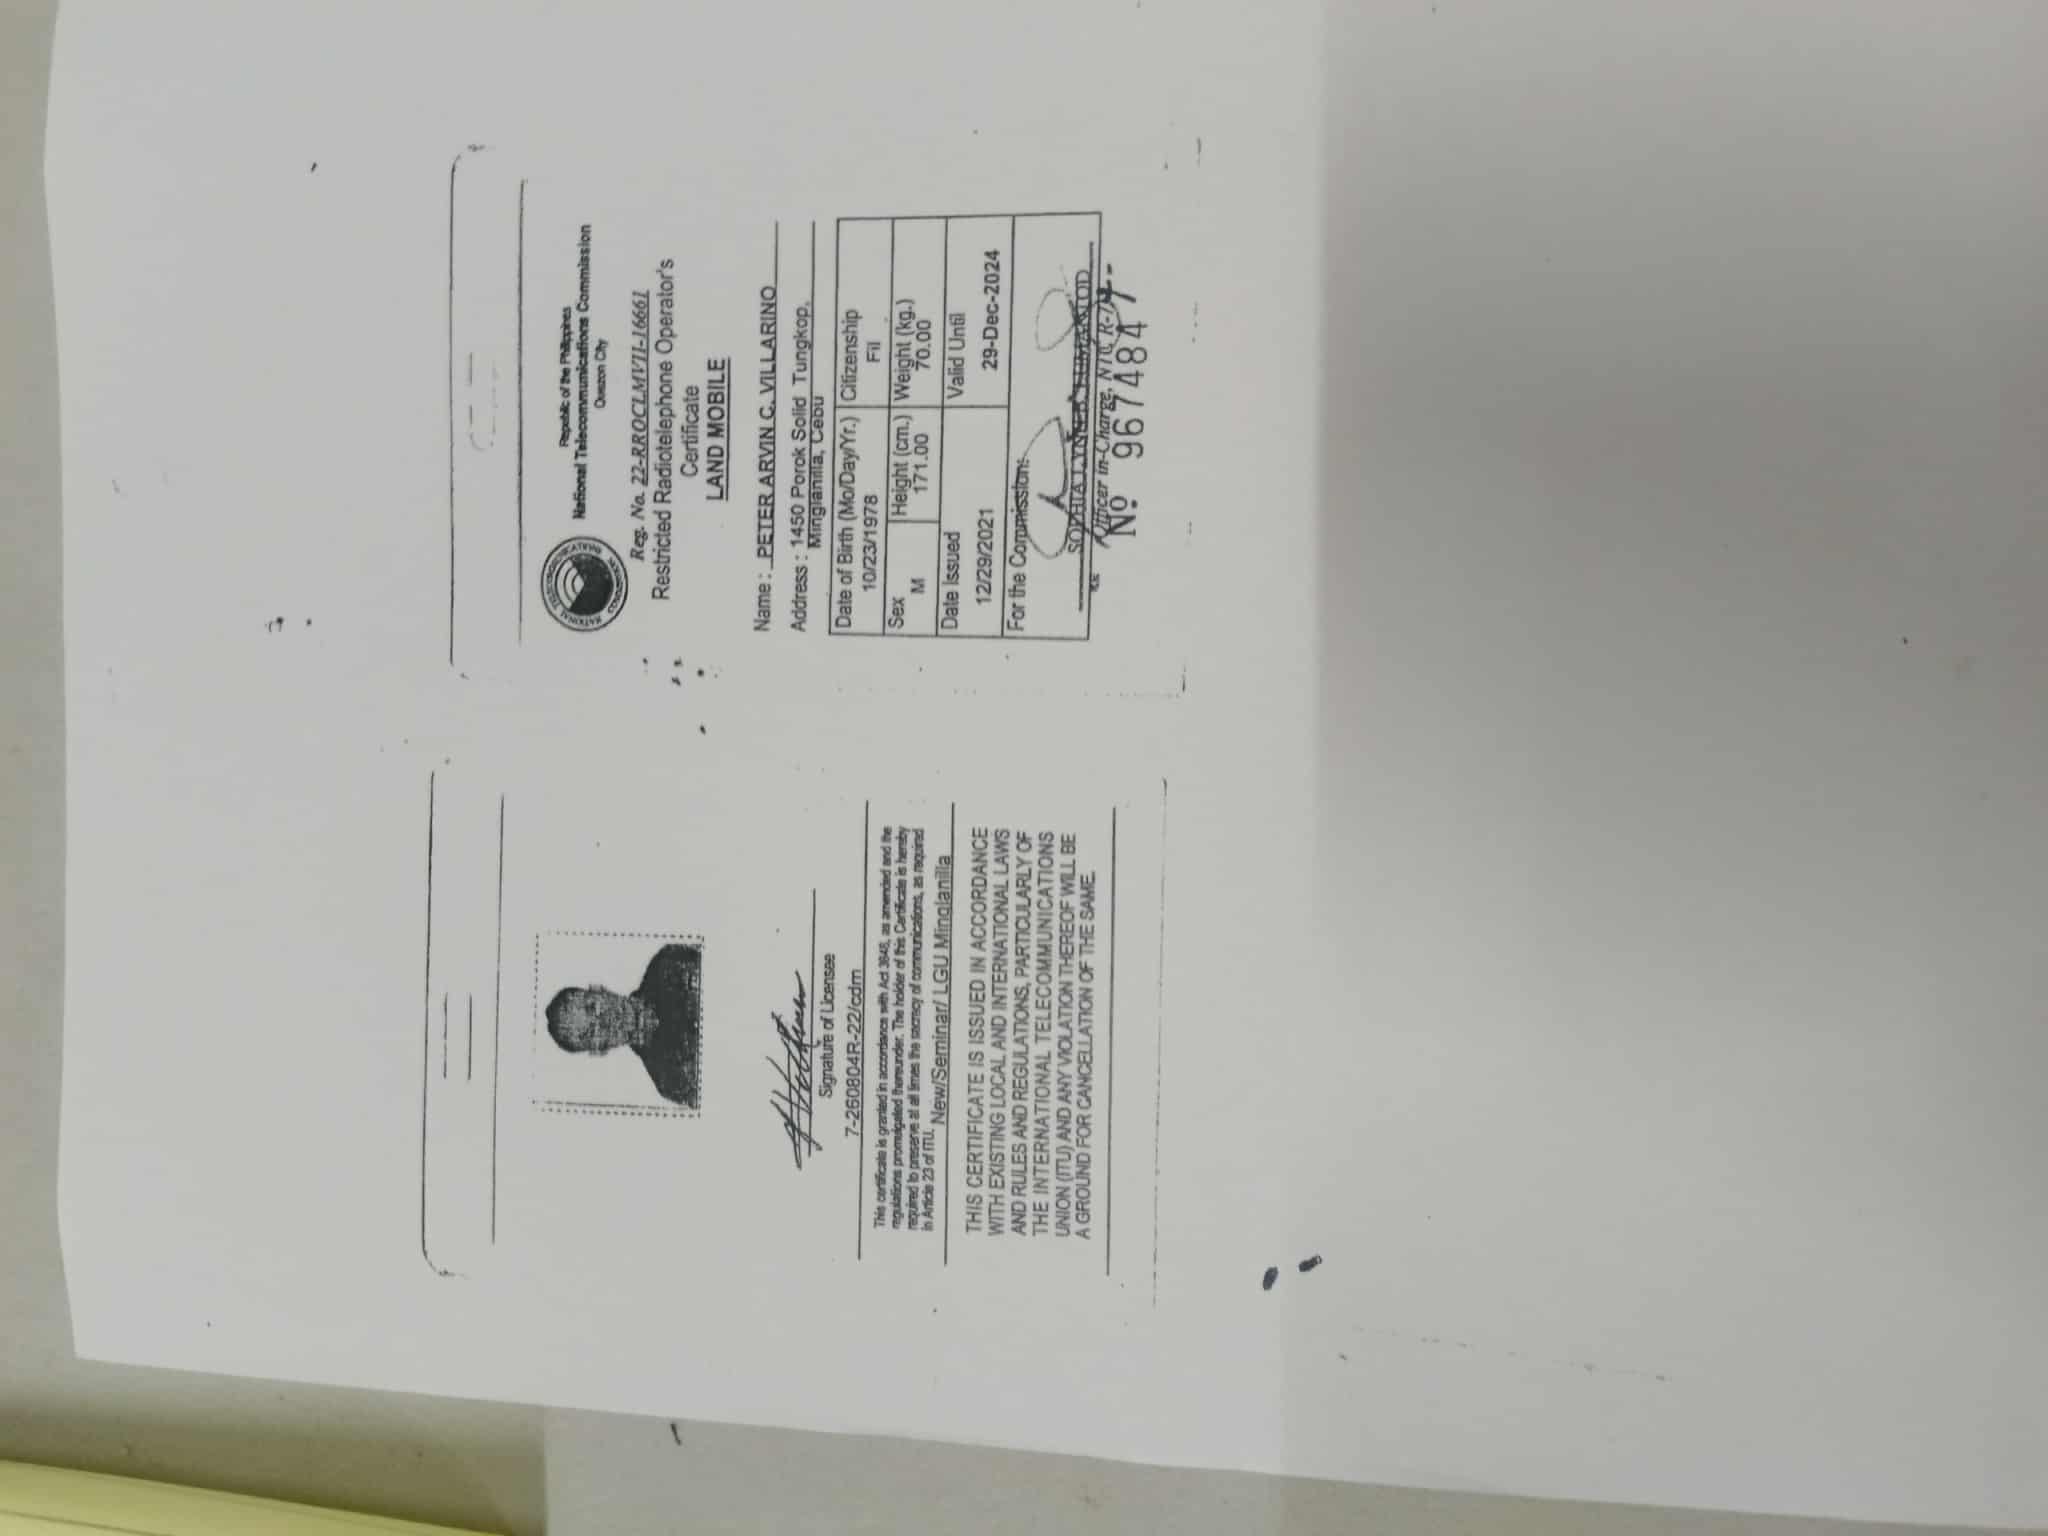 Signature of Licensee
7-260804R-22/cdm
This certificate is granted in accordance with Act 3846, as amended and the
regulations promulgated thereunder. The holder of this Certificate is hereby
required to preserve at all times the secrecy of communications, as required
in Article 23 of ITU.
New/Seminar/ LGU Minglanilla
THIS CERTIFICATE IS ISSUED IN ACCORDANCE
WITH EXISTING LOCAL AND INTERNATIONAL LAWS
AND RULES AND REGULATIONS, PARTICULARLY OF
THE INTERNATIONAL TELECOMMUNICATIONS
UNION (ITU) AND ANY VIOLATION THEREOF WILL BE
A GROUND FOR CANCELLATION OF THE SAME.
NATIONAL TELECOMMUNICATIONS COMMISSION
Republic of the Philippines
National Telecommunications Commission
Quezon City
Reg. No. 22-RROCLMVII-16661
Restricted Radiotelephone Operator's
Certificate
LAND MOBILE
Name : PETER ARVIN C. VILLARINO
Address : 1450 Porok Solid Tungkop,
Minglanilla, Cebu
Date of Birth (Mo/Day/Yr.) Citizenship
10/23/1978 Fil
Sex Height (cm.) Weight (kg.)
M 171.00 70.00
Date Issued Valid Until
12/29/2021 29-Dec-2024
For the Commission:
SOPHIA LYNN
Officer in-Charge, NTC R-7
Nº 967484